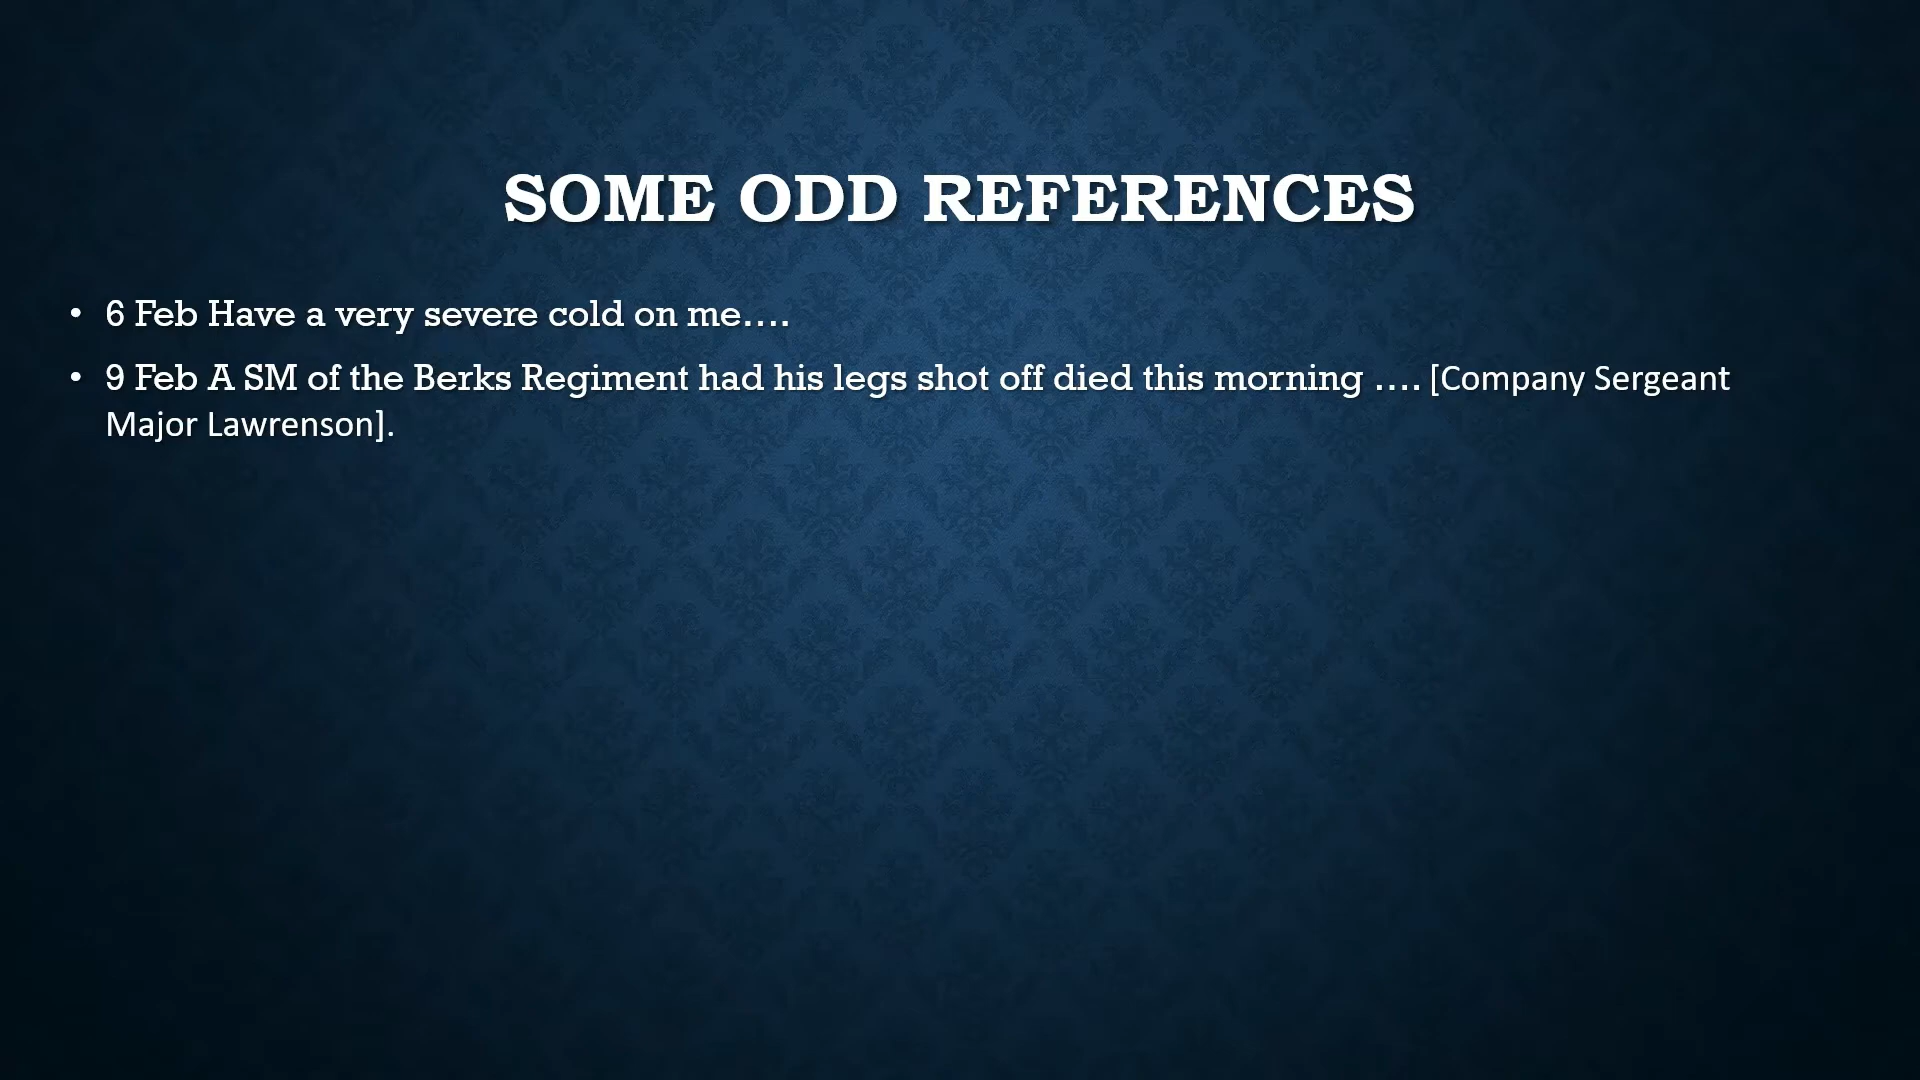 SOME ODD REFERENCES
• 6 Feb Have a very severe cold on me....
• 9 Feb A SM of the Berks Regiment had his legs shot off died this morning .... [Company Sergeant
Major Lawrenson].